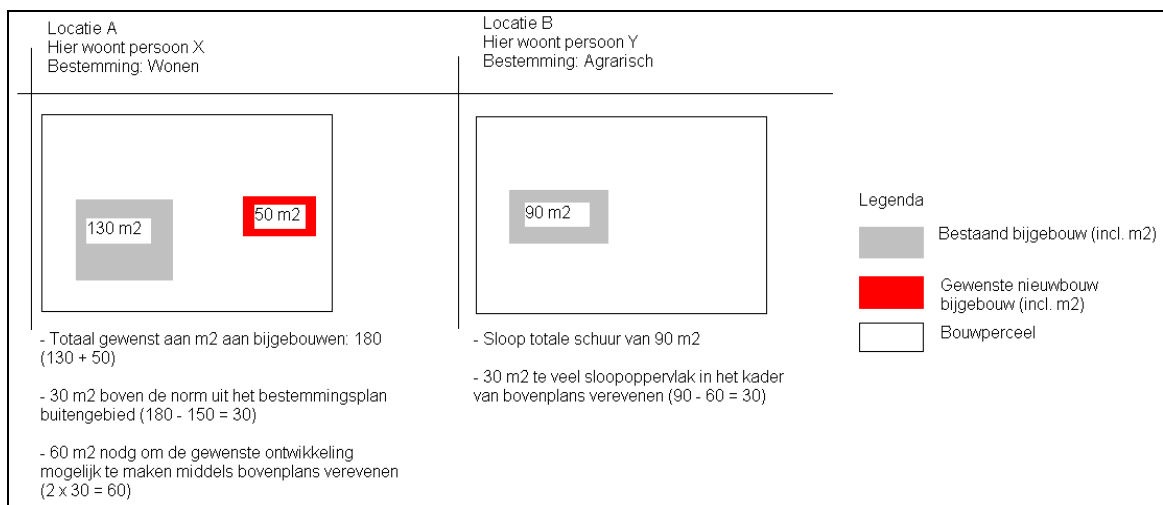 Locatie A
Hier woont persoon X
Bestemming: Wonen
Locatie B
Hier woont persoon Y
Bestemming: Agrarisch
130 m2
50 m2
90 m2
- Totaal gewenst aan m2 aan bijgebouwen: 180
(130 + 50)
- 30 m2 boven de norm uit het bestemmingsplan
buitengebied (180 - 150 = 30)
- 60 m2 nodg om de gewenste ontwikkeling
mogelijk te maken middels bovenplans verevenen
(2 x 30 = 60)
- Sloop totale schuur van 90 m2
- 30 m2 te veel sloopoppervlak in het kader
van bovenplans verevenen (90 - 60 = 30)
Legenda
Bestaand bijgebouw (incl. m2)
Gewenste nieuwbouw
bijgebouw (incl. m2)
Bouwperceel